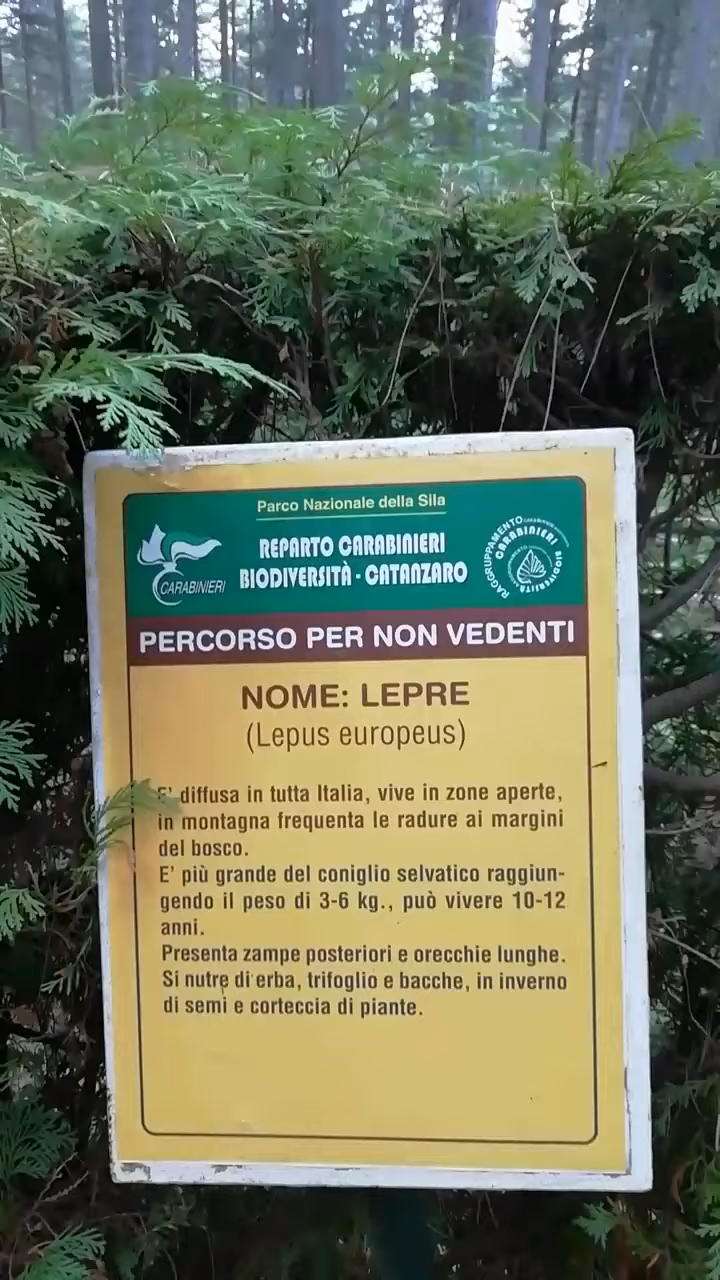 Parco Nazionale della Sila
REPARTO CARABINIERI
BIODIVERSITÀ - CATANZARO
CARABINIERI
RAGGRUPPAMENTO CARABINIERI BIODIVERSITÀ
PERCORSO PER NON VEDENTI
NOME: LEPRE
(Lepus europeus)
E' diffusa in tutta Italia, vive in zone aperte,
in montagna frequenta le radure ai margini
del bosco.
E' più grande del coniglio selvatico raggiun-
gendo il peso di 3-6 kg., può vivere 10-12
anni.
Presenta zampe posteriori e orecchie lunghe.
Si nutre di erba, trifoglio e bacche, in inverno
di semi e corteccia di piante.